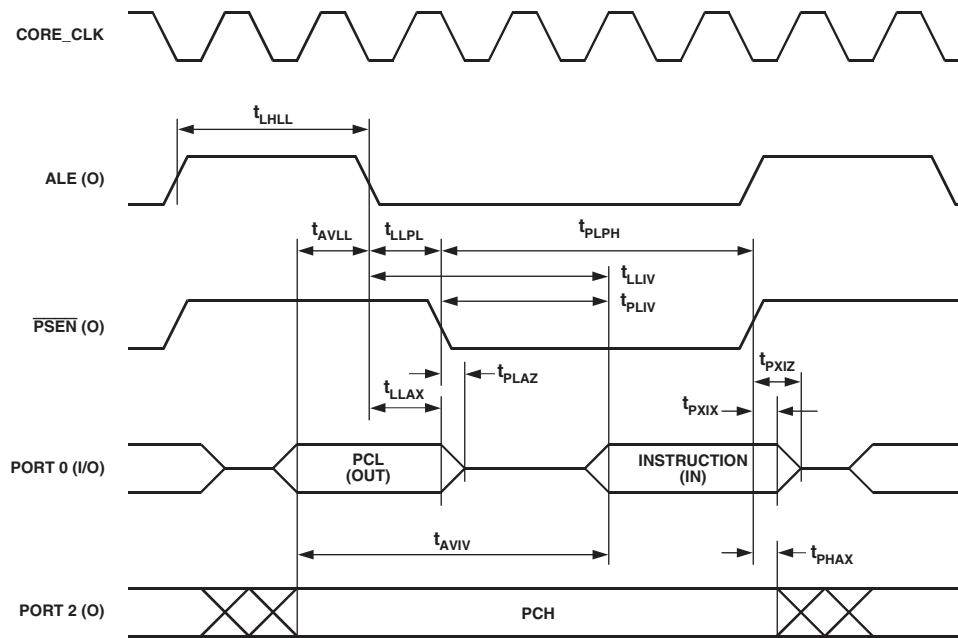 CORE_CLK
tLHLL
ALE (O)
tAVLL
tLLPL
tPLPH
tLLIV
PSEN (O)
tPLIV
tPXIZ
tPLAZ
tLLAX
tPXIX
PORT 0 (I/O)
PCL
(OUT)
INSTRUCTION
(IN)
tAVIV
tPHAX
PORT 2 (O)
PCH